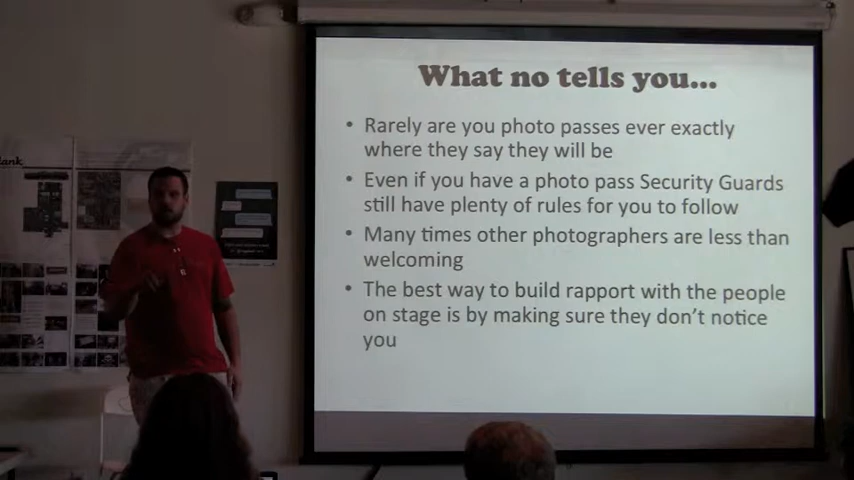 What no tells you...
• Rarely are you photo passes ever exactly
where they say they will be
• Even if you have a photo pass Security Guards
still have plenty of rules for you to follow
• Many times other photographers are less than
welcoming
• The best way to build rapport with the people
on stage is by making sure they don't notice
you